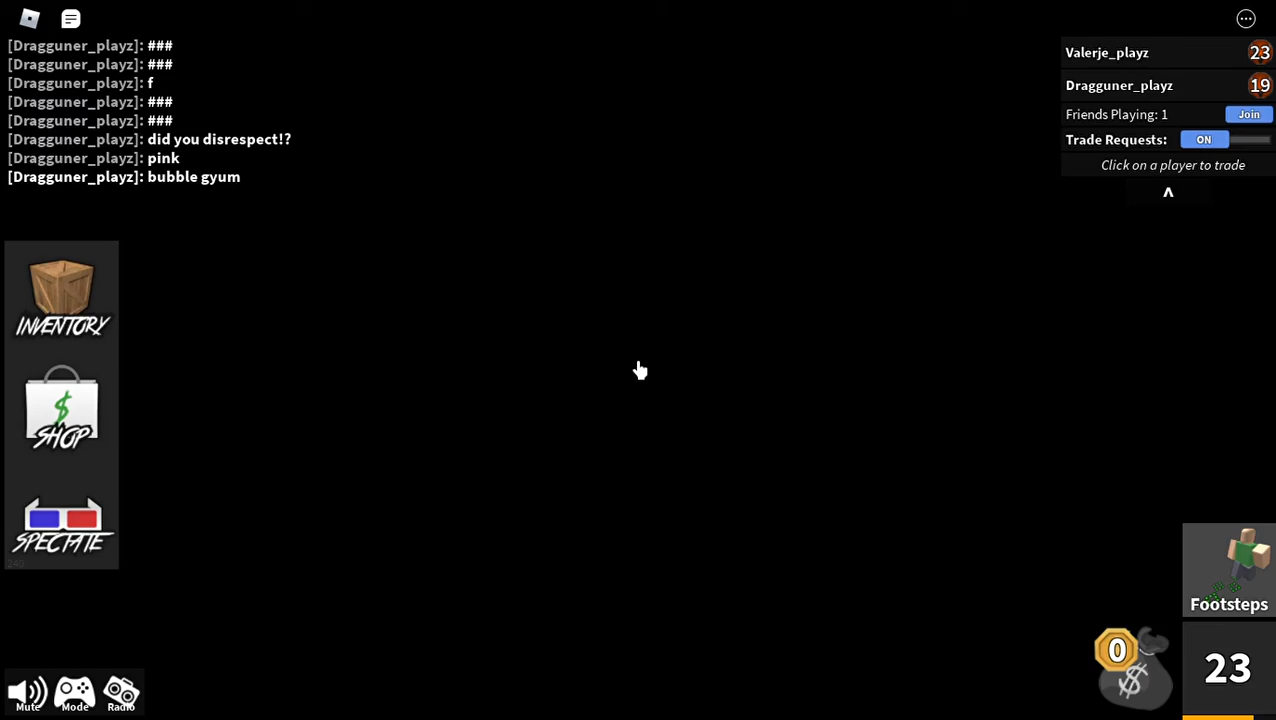 [Dragguner_playz]: ###
[Dragguner_playz]: ###
[Dragguner_playz]: f
[Dragguner_playz]: ###
[Dragguner_playz]: ###
[Dragguner_playz]: did you disrespect!?
[Dragguner_playz]: pink
[Dragguner_playz]: bubble gyum
Valerje_playz 23
Dragguner_playz 19
Friends Playing: 1 Join
Trade Requests: ON
Click on a player to trade
^
INVENTORY
$
SHOP
SPECTATE
240
Footsteps
0
$
23
Mute Mode Radio